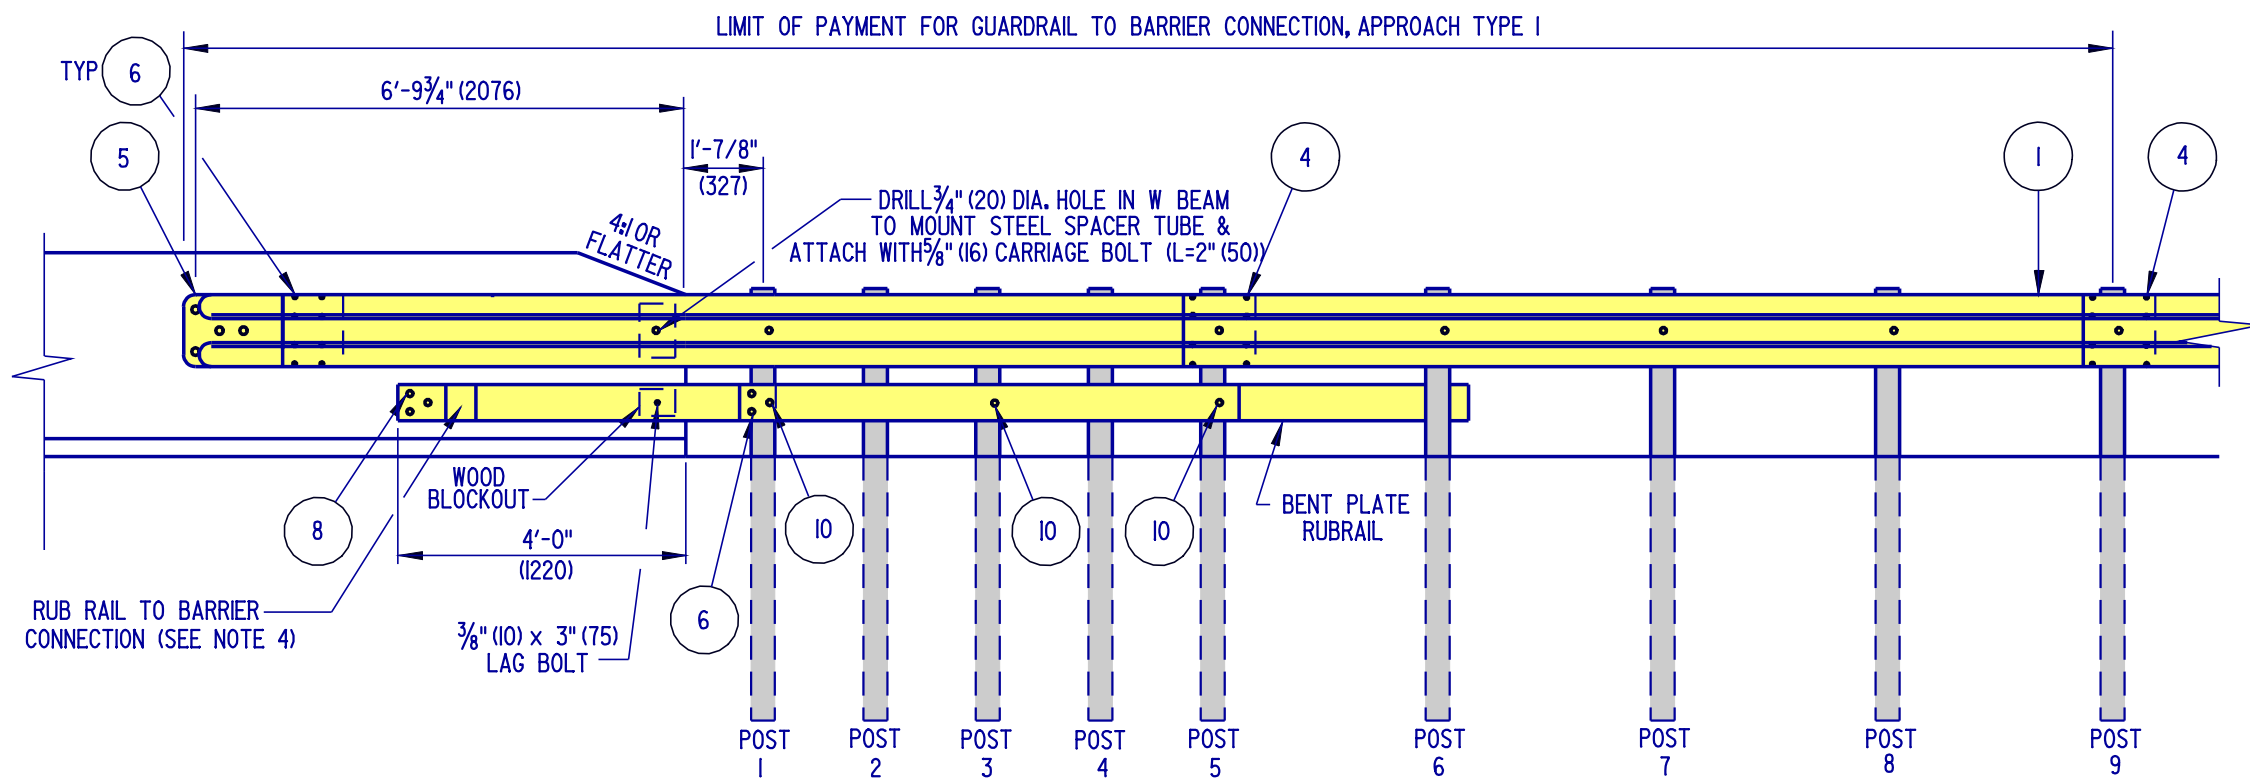 LIMIT OF PAYMENT FOR GUARDRAIL TO BARRIER CONNECTION, APPROACH TYPE I
TYP 6
6'-9¾" (2076)
5
1'-7/8"
(327)
4
1
4
4:1 OR
FLATTER
DRILL ¾" (20) DIA. HOLE IN W BEAM
TO MOUNT STEEL SPACER TUBE &
ATTACH WITH ⅝" (16) CARRIAGE BOLT (L=2" (50))
WOOD
BLOCKOUT
8
10
10
10
BENT PLATE
RUBRAIL
4'-0"
(1220)
RUB RAIL TO BARRIER
CONNECTION (SEE NOTE 4)
6
⅜" (10) x 3" (75)
LAG BOLT
POST
1
POST
2
POST
3
POST
4
POST
5
POST
6
POST
7
POST
8
POST
9